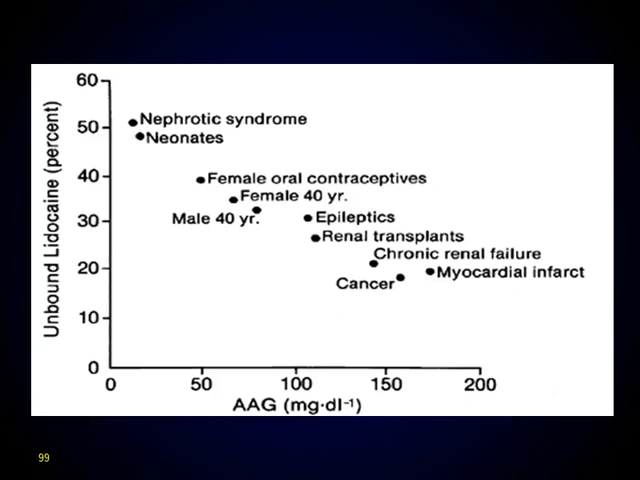 Unbound Lidocaine (percent)
60
50
40
30
20
10
0
Nephrotic syndrome
Neonates
Female oral contraceptives
Female 40 yr.
Male 40 yr.
Epileptics
Renal transplants
Chronic renal failure
Myocardial infarct
Cancer
0 50 100 150 200
AAG (mg·dl⁻¹)
99